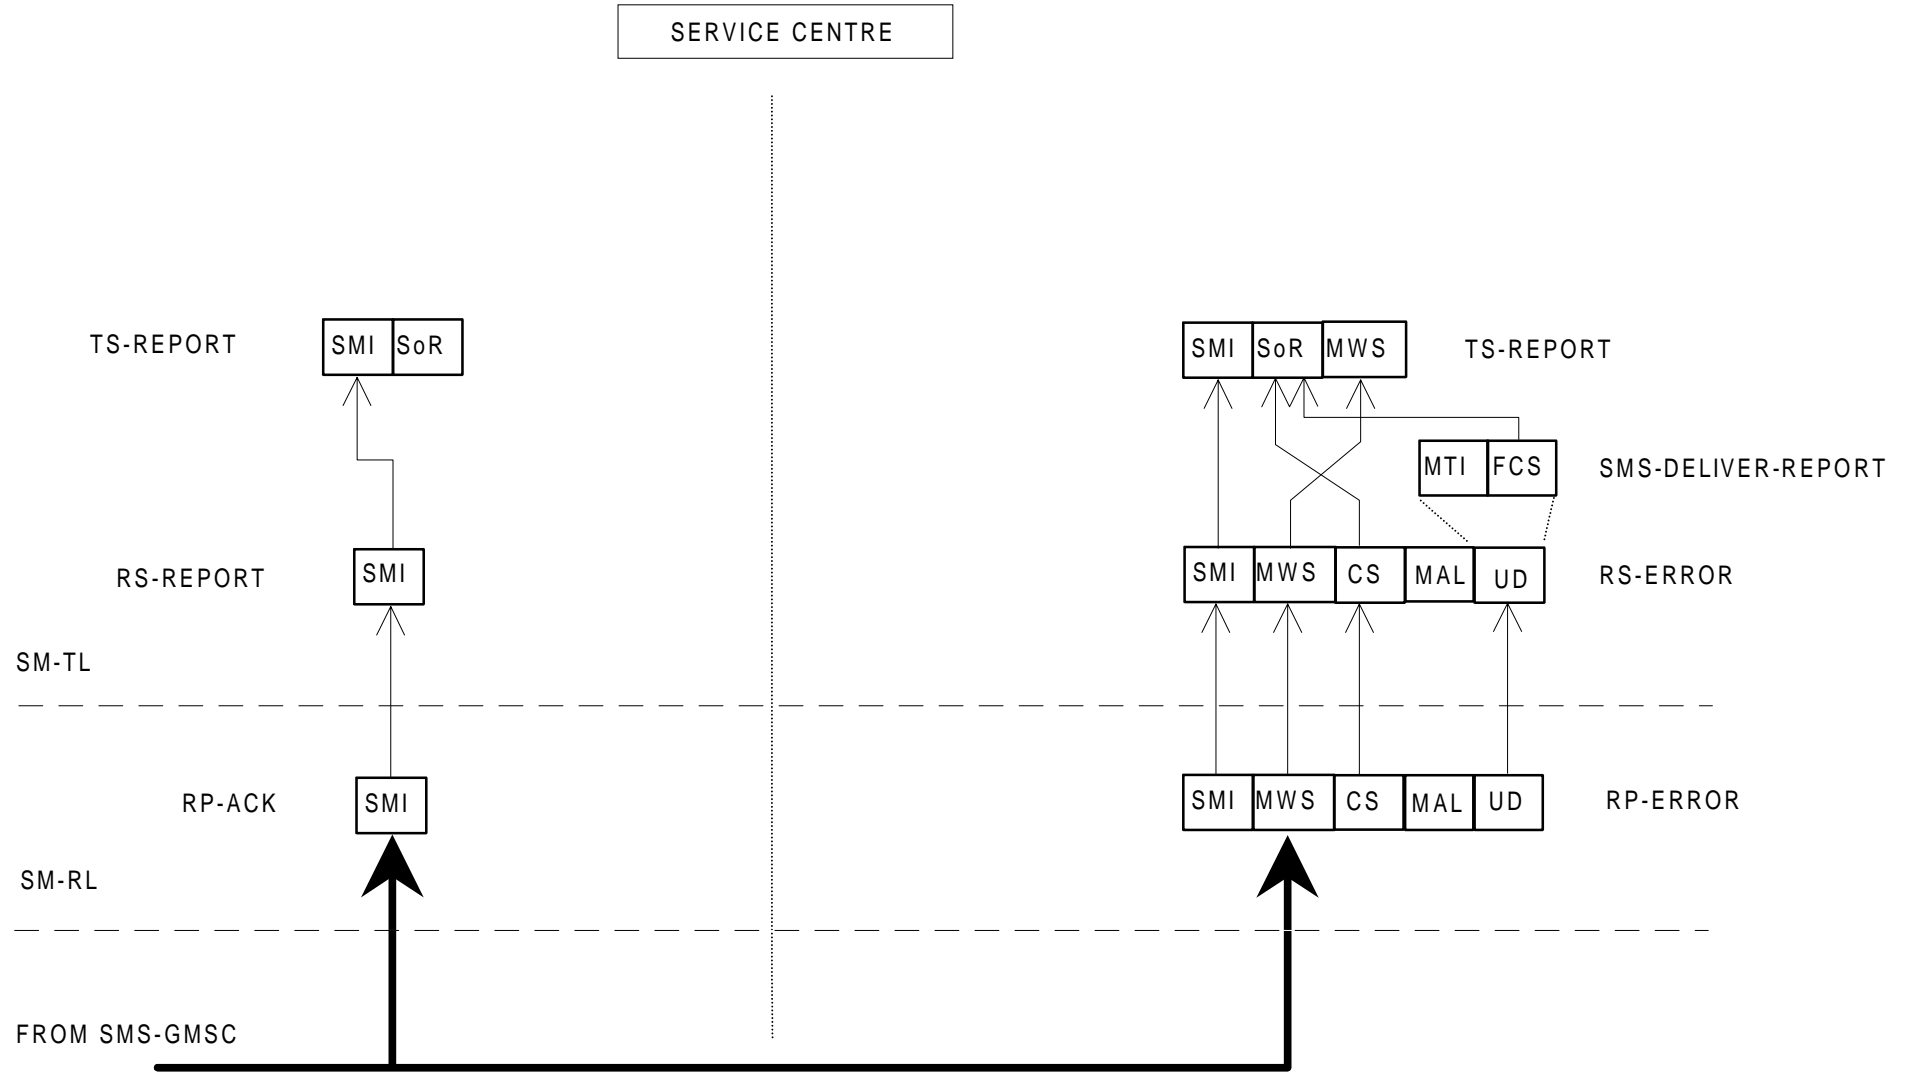 SERVICE CENTRE
TS-REPORT SMI SoR SMI SoR MWS TS-REPORT
MTI FCS SMS-DELIVER-REPORT
RS-REPORT SMI SMI MWS CS MAL UD RS-ERROR
SM-TL
RP-ACK SMI SMI MWS CS MAL UD RP-ERROR
SM-RL
FROM SMS-GMSC